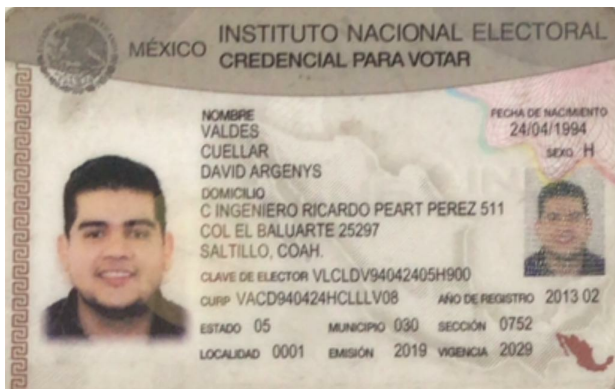 MÉXICO
INSTITUTO NACIONAL ELECTORAL
CREDENCIAL PARA VOTAR
NOMBRE
VALDES
CUELLAR
DAVID ARGENYS
FECHA DE NACIMIENTO
24/04/1994
SEXO H
DOMICILIO
C INGENIERO RICARDO PEART PEREZ 511
COL EL BALUARTE 25297
SALTILLO, COAH.
CLAVE DE ELECTOR VLCLDV94042405H900
CURP VACD940424HCLLLV08 AÑO DE REGISTRO 2013 02
ESTADO 05 MUNICIPIO 030 SECCIÓN 0752
LOCALIDAD 0001 EMISIÓN 2019 VIGENCIA 2029